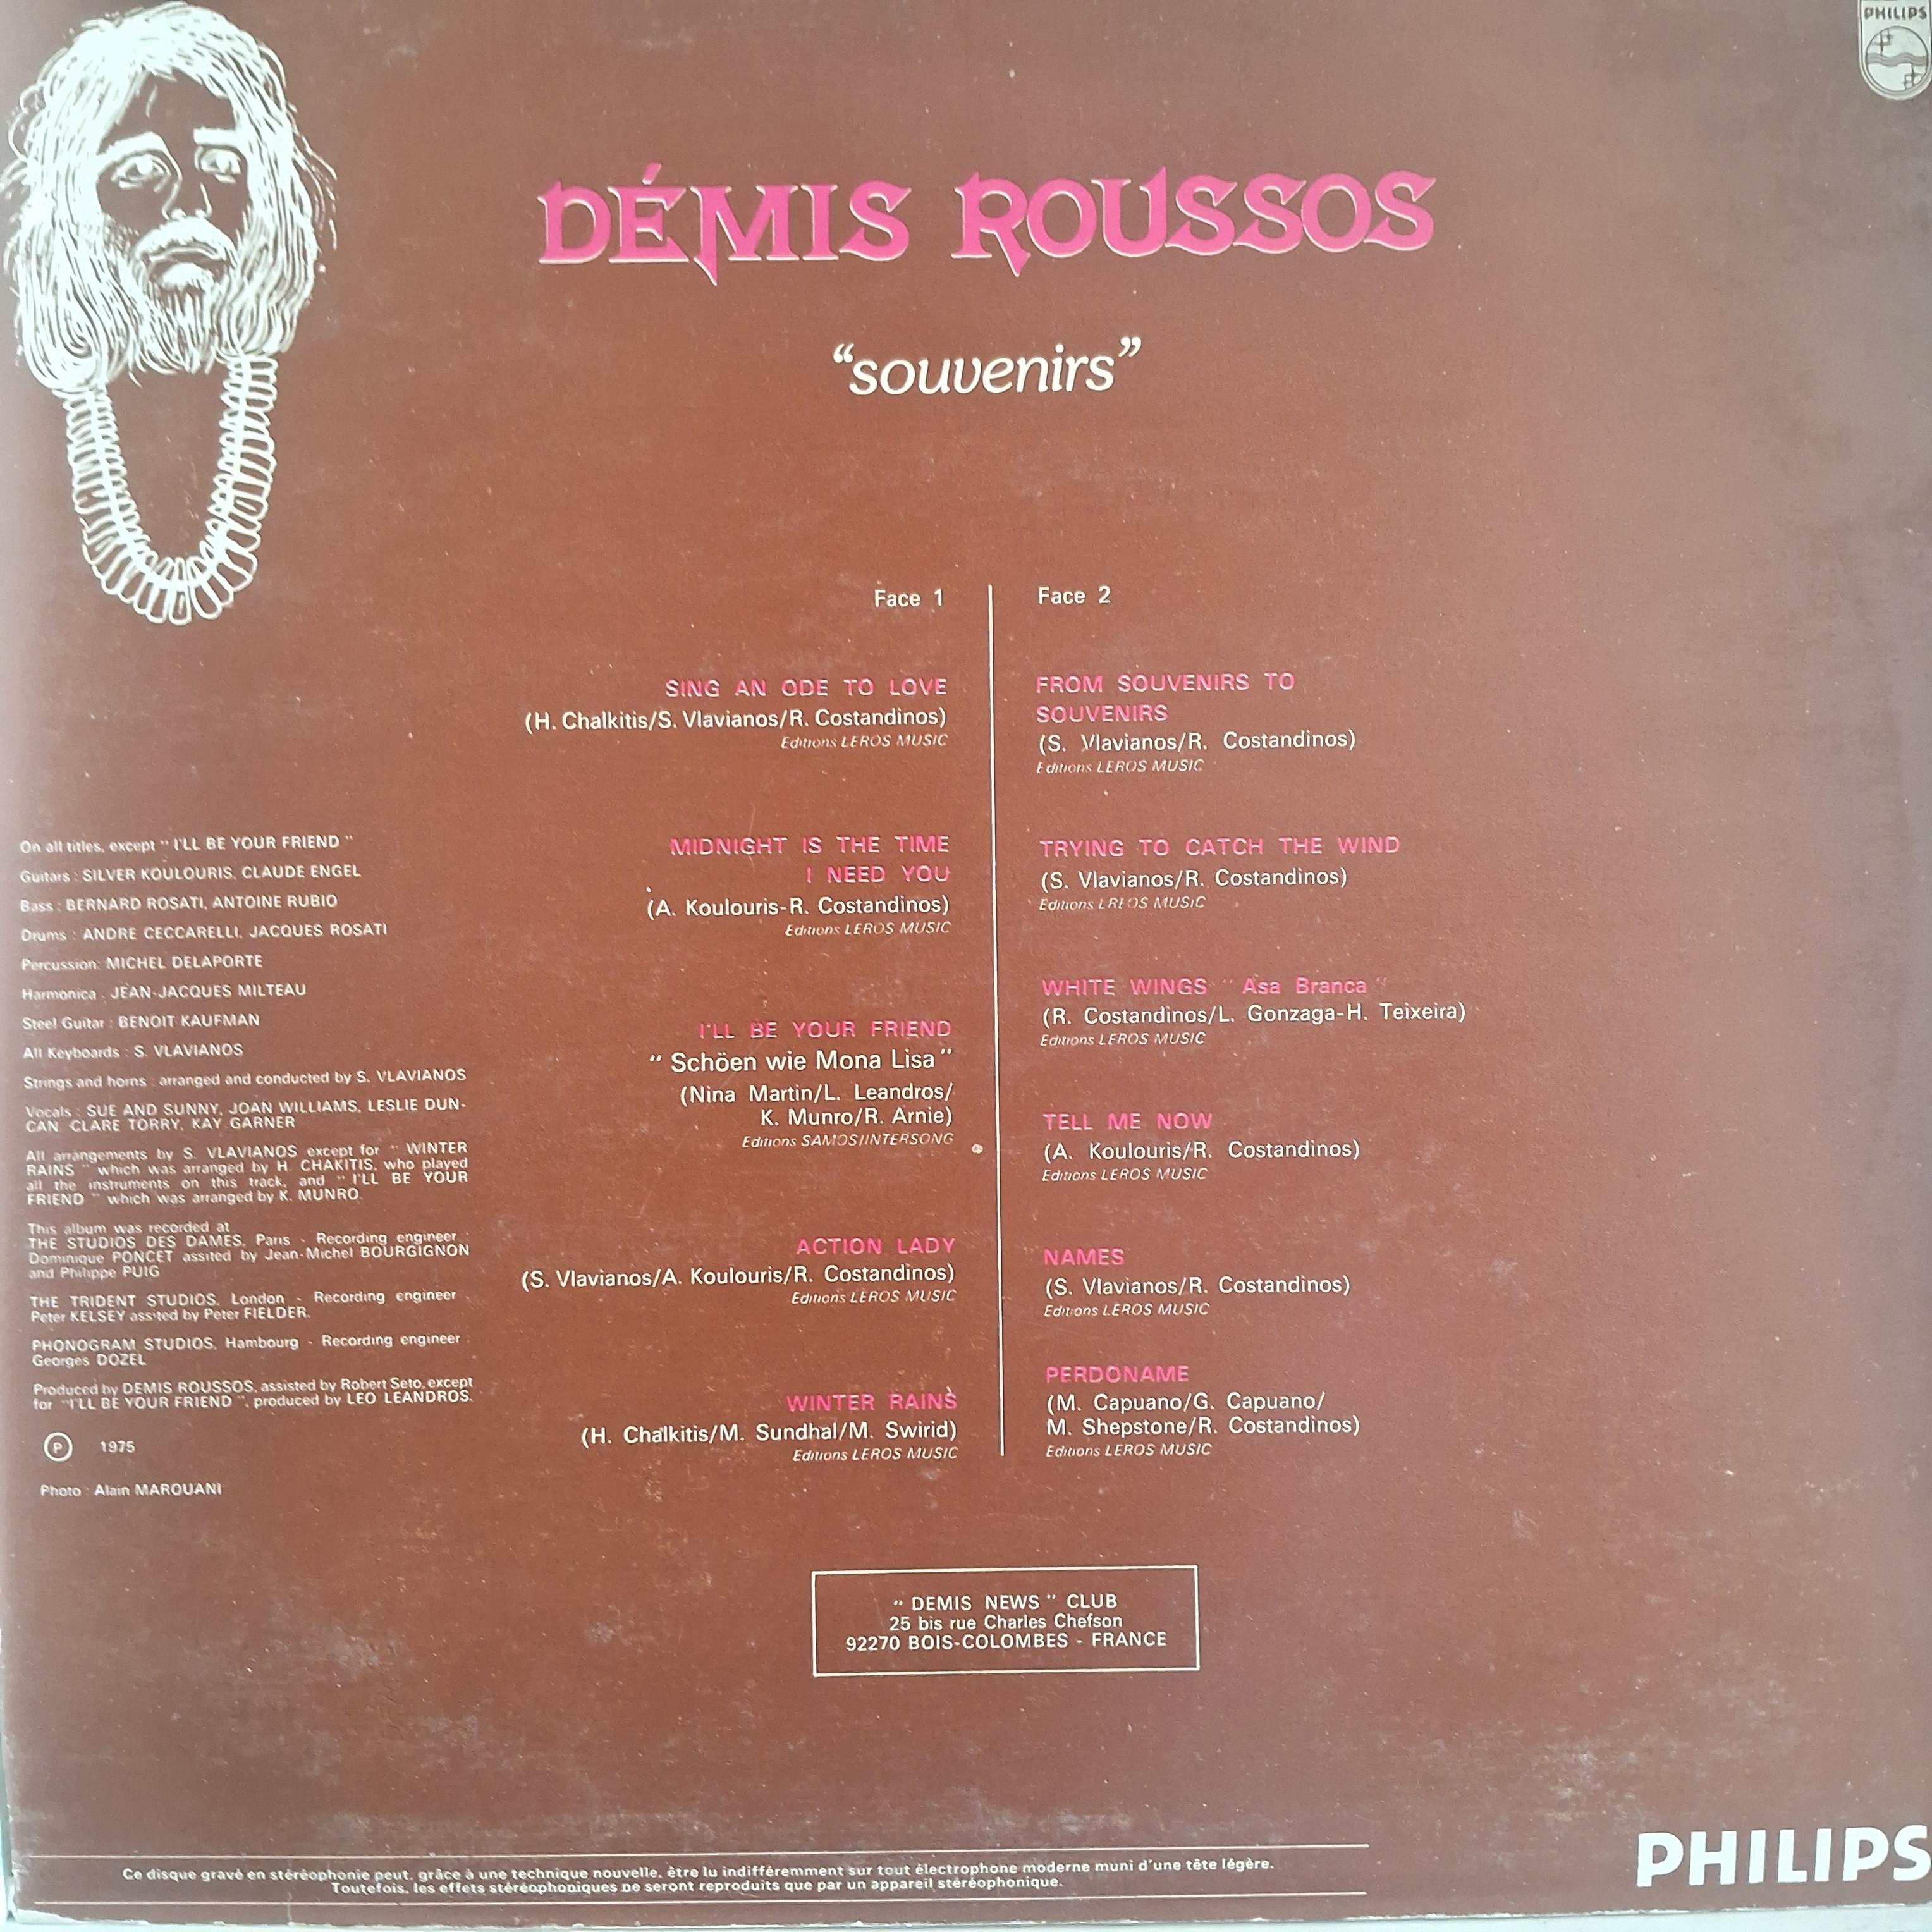 PHILIPS
DÉMIS ROUSSOS
“souvenirs”
Face 1
SING AN ODE TO LOVE
(H. Chalkitis/S. Vlavianos/R. Costandinos)
Editions LEROS MUSIC
MIDNIGHT IS THE TIME
I NEED YOU
(A. Koulouris-R. Costandinos)
Editions LEROS MUSIC
I'LL BE YOUR FRIEND
" Schöen wie Mona Lisa "
(Nina Martin/L. Leandros/
K. Munro/R. Arnie)
Editions SAMOS/INTERSONG
ACTION LADY
(S. Vlavianos/A. Koulouris/R. Costandinos)
Editions LEROS MUSIC
WINTER RAINS
(H. Chalkitis/M. Sundhal/M. Swirid)
Editions LEROS MUSIC
Face 2
FROM SOUVENIRS TO
SOUVENIRS
(S. Vlavianos/R. Costandinos)
Editions LEROS MUSIC
TRYING TO CATCH THE WIND
(S. Vlavianos/R. Costandinos)
Editions LREOS MUSIC
WHITE WINGS " Asa Branca "
(R. Costandinos/L. Gonzaga-H. Teixeira)
Editions LEROS MUSIC
TELL ME NOW
(A. Koulouris/R. Costandinos)
Editions LEROS MUSIC
NAMES
(S. Vlavianos/R. Costandinos)
Editions LEROS MUSIC
PERDONAME
(M. Capuano/G. Capuano/
M. Shepstone/R. Costandinos)
Editions LEROS MUSIC
On all titles, except " I'LL BE YOUR FRIEND "
Guitars : SILVER KOULOURIS, CLAUDE ENGEL
Bass : BERNARD ROSATI, ANTOINE RUBIO
Drums : ANDRE CECCARELLI, JACQUES ROSATI
Percussion: MICHEL DELAPORTE
Harmonica : JEAN-JACQUES MILTEAU
Steel Guitar : BENOIT KAUFMAN
All Keyboards : S. VLAVIANOS
Strings and horns : arranged and conducted by S. VLAVIANOS
Vocals : SUE AND SUNNY, JOAN WILLIAMS, LESLIE DUN-
CAN CLARE TORRY, KAY GARNER
All arrangements by S. VLAVIANOS except for " WINTER
RAINS " which was arranged by H. CHAKITIS, who played
all the instruments on this track, and " I'LL BE YOUR
FRIEND " which was arranged by K. MUNRO.
This album was recorded at
THE STUDIOS DES DAMES, Paris - Recording engineer :
Dominique PONCET assited by Jean-Michel BOURGIGNON
and Philippe PUIG
THE TRIDENT STUDIOS, London - Recording engineer :
Peter KELSEY assited by Peter FIELDER.
PHONOGRAM STUDIOS, Hambourg - Recording engineer :
Georges DOZEL
Produced by DEMIS ROUSSOS, assisted by Robert Seto, except
for "I'LL BE YOUR FRIEND ", produced by LEO LEANDROS.
Ⓟ 1975
Photo : Alain MAROUANI
" DEMIS NEWS " CLUB
25 bis rue Charles Chefson
92270 BOIS-COLOMBES - FRANCE
Ce disque gravé en stéréophonie peut, grâce à une technique nouvelle, être lu indifféremment sur tout électrophone moderne muni d'une tête légère.
Toutefois, les effets stéréophoniques ne seront reproduits que par un appareil stéréophonique.
PHILIPS